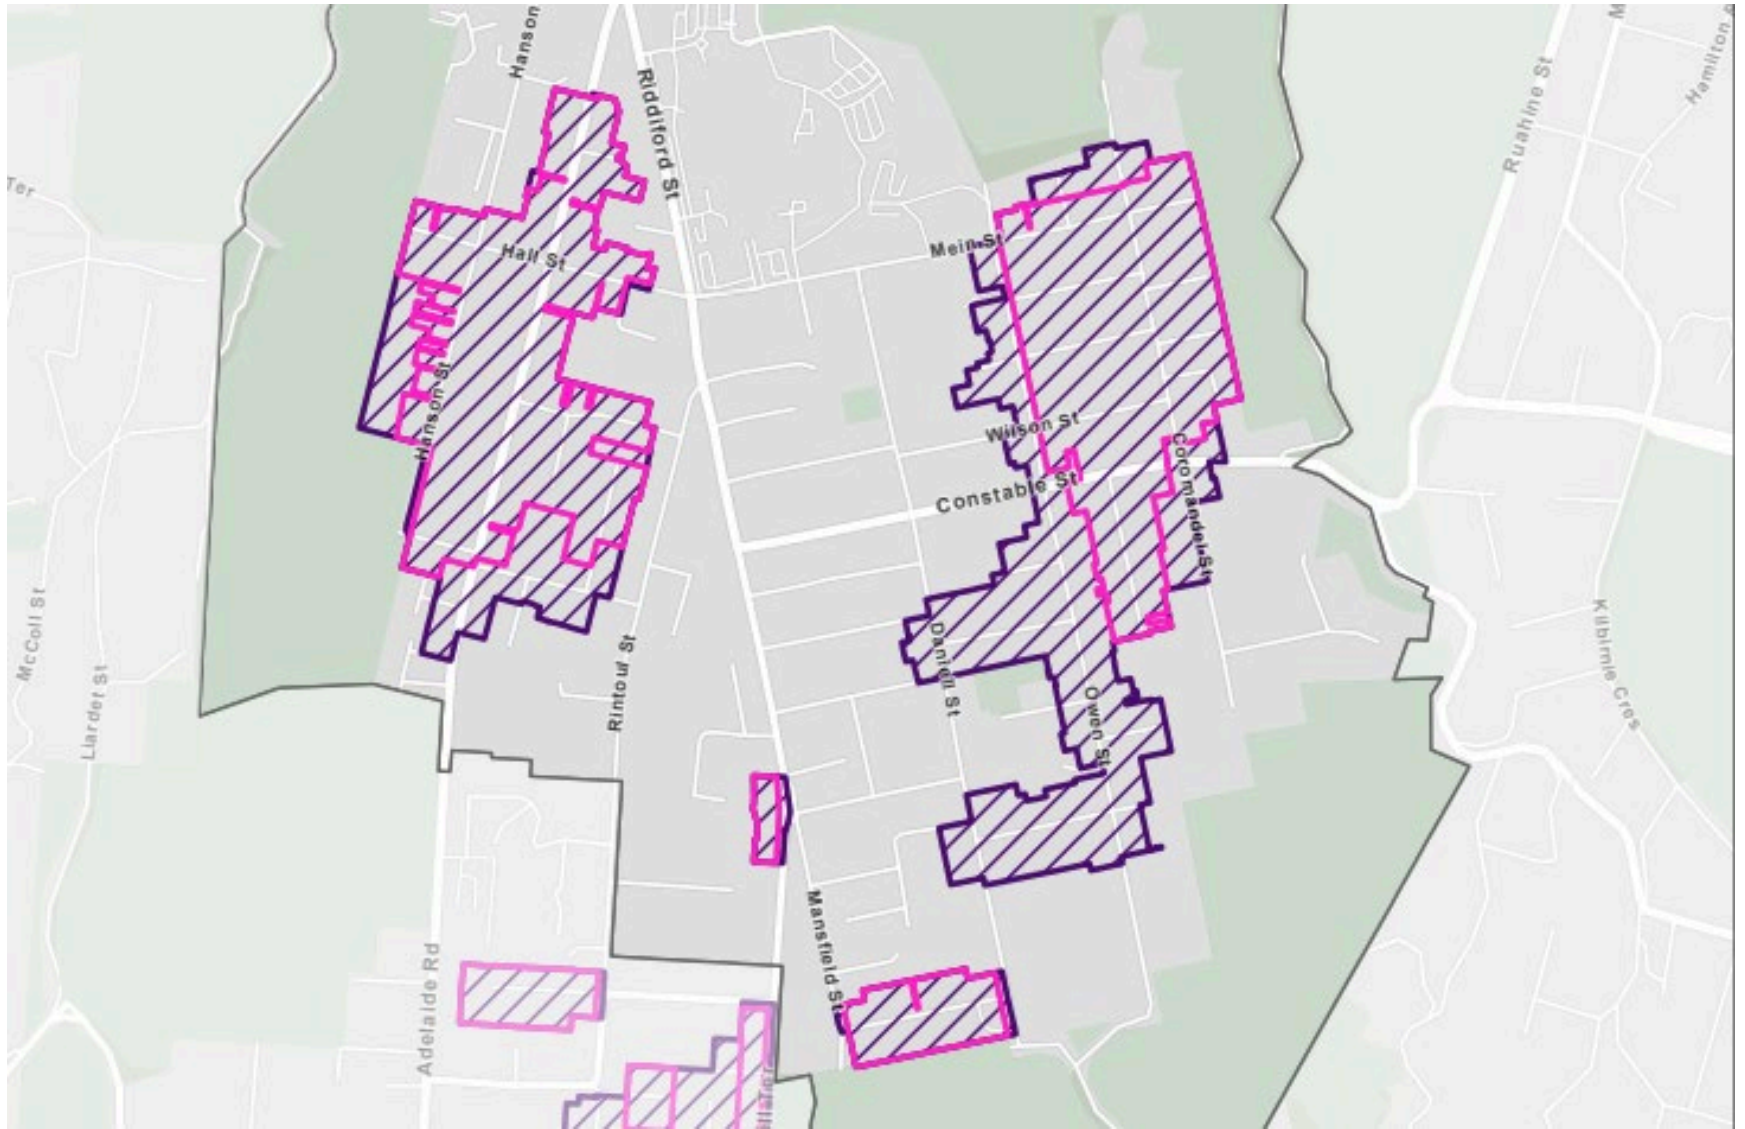 Hanson
Riddiford St
Ruahine St
Hamilton
Ter
Mein St
Hall St
Hanson St
Wilson St
Constable St
Coromandel St
McColl St
Llardet St
Rintoul St
Daniell St
Owen St
Kilbirnie Cres
Mansfield St
Adelaide Rd